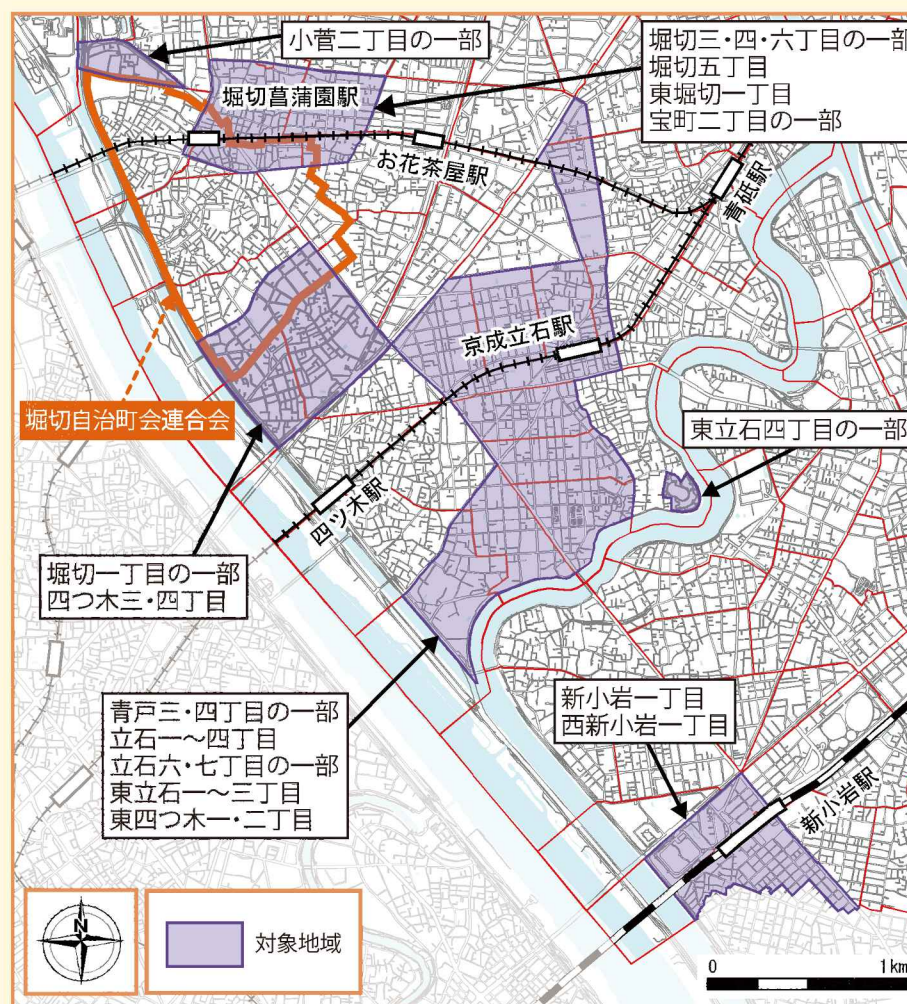 小菅二丁目の一部
堀切三・四・六丁目の一部
堀切五丁目
東堀切一丁目
宝町二丁目の一部
堀切菖蒲園駅
お花茶屋駅
青砥駅
京成立石駅
堀切自治町会連合会
東立石四丁目の一部
四ツ木駅
堀切一丁目の一部
四つ木三・四丁目
青戸三・四丁目の一部
立石一〜四丁目
立石六・七丁目の一部
東立石一〜三丁目
東四つ木一・二丁目
新小岩一丁目
西新小岩一丁目
新小岩駅
N
対象地域
0 1km